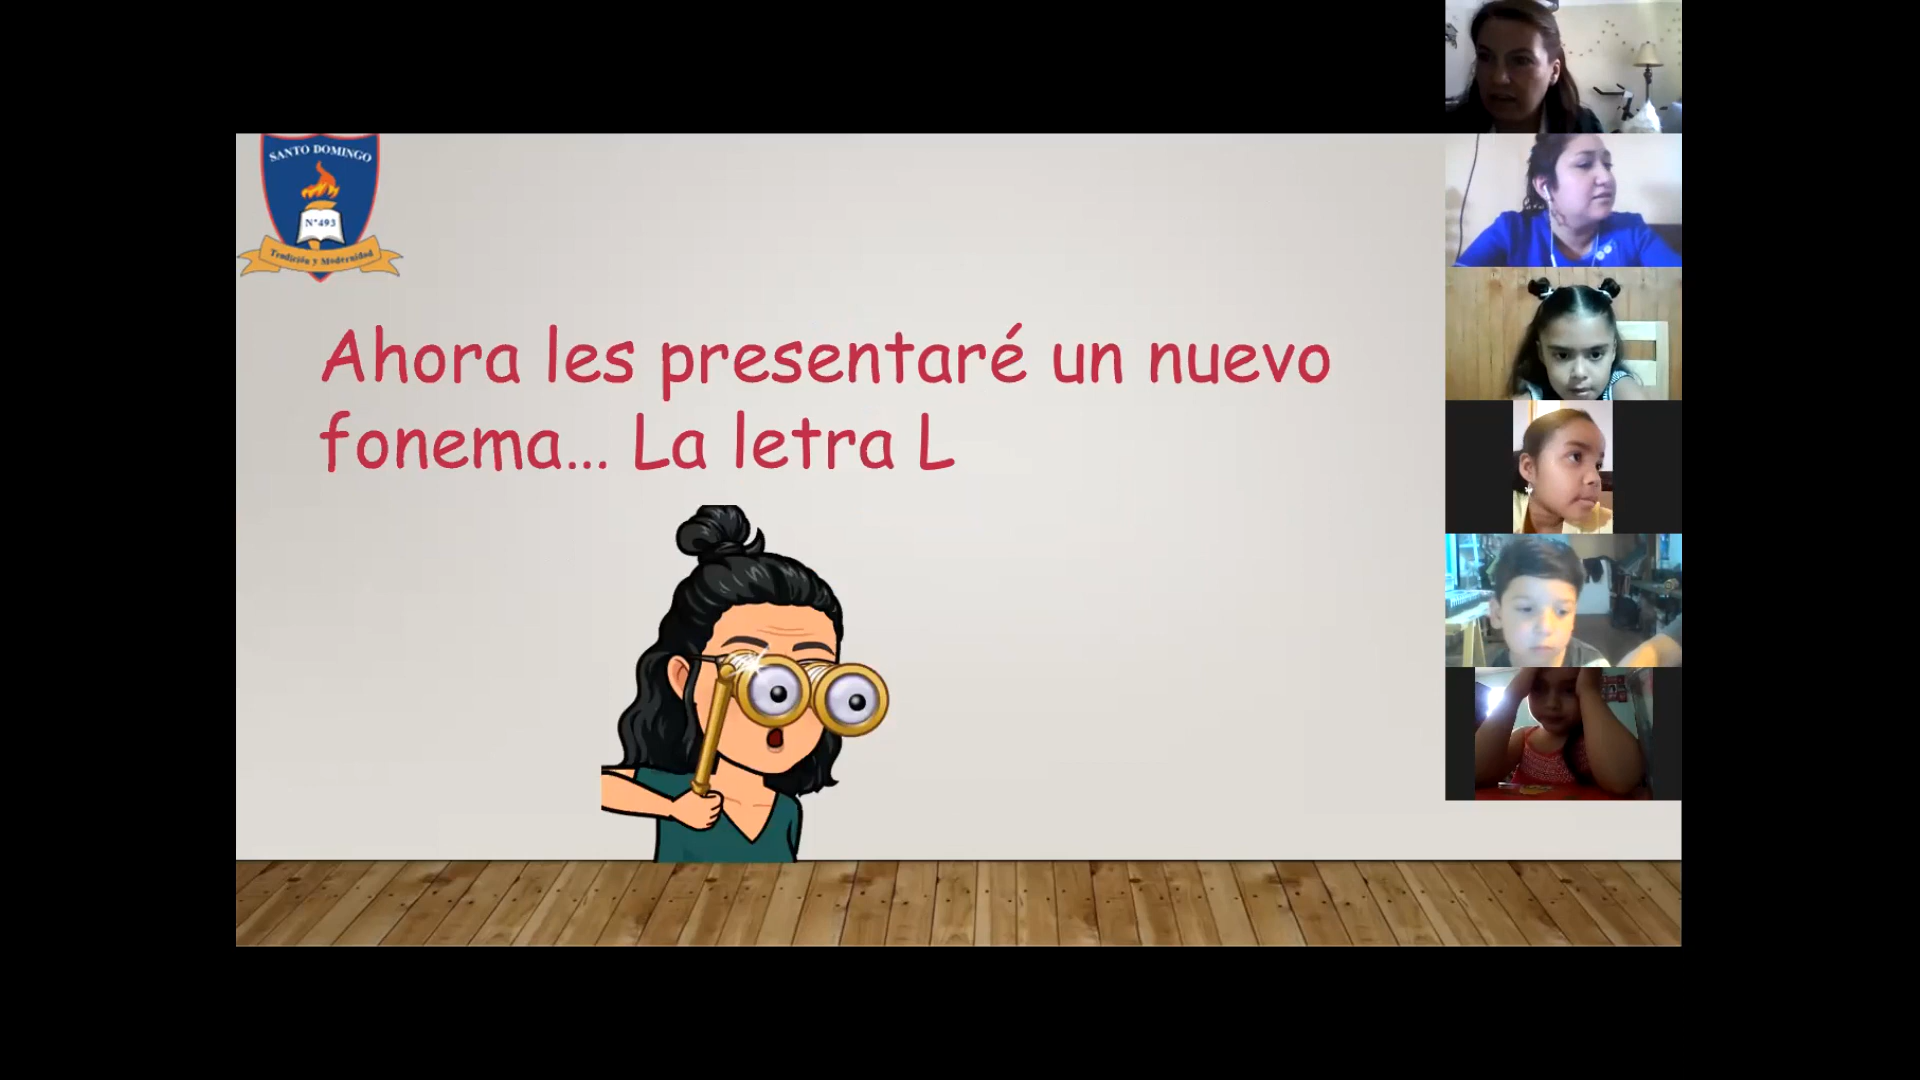 SANTO DOMINGO
N°493
Tradición y Modernidad
Ahora les presentaré un nuevo
fonema... La letra L